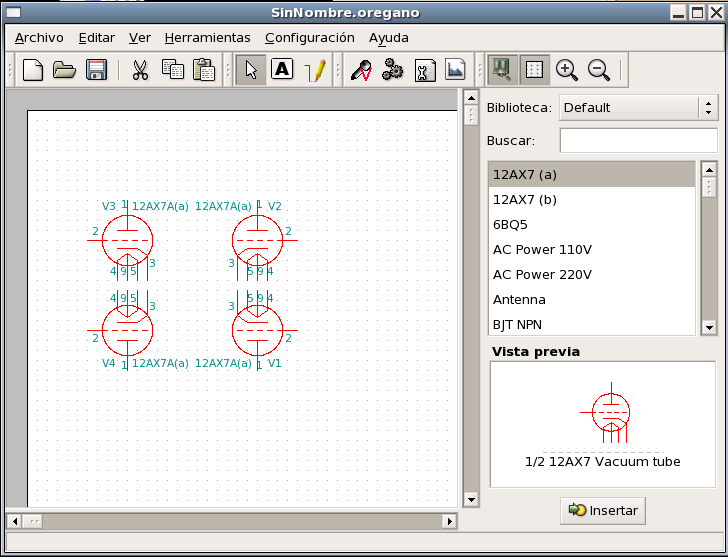 SinNombre.oregano
Archivo Editar Ver Herramientas Configuración Ayuda
A
Biblioteca: Default
Buscar:
12AX7 (a)
12AX7 (b)
6BQ5
AC Power 110V
AC Power 220V
Antenna
BJT NPN
V3 1 12AX7A(a) 12AX7A(a) 1 V2
2 2
3 3
4 9 5 5 9 4
4 9 5 5 9 4
3 3
2 2
V4 1 12AX7A(a) 12AX7A(a) 1 V1
Vista previa
1/2 12AX7 Vacuum tube
Insertar